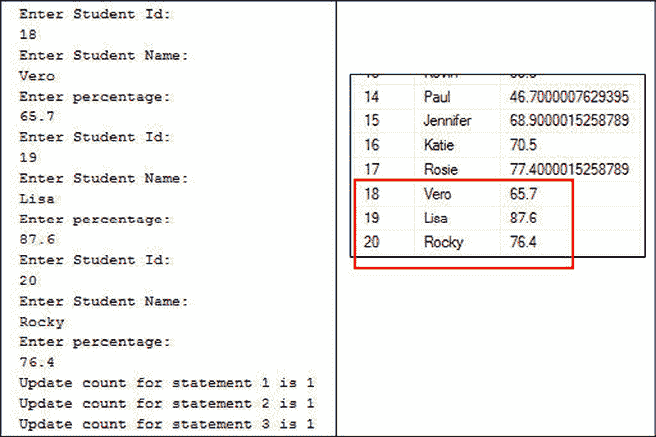 Enter Student Id:
18
Enter Student Name:
Vero
Enter percentage:
65.7
Enter Student Id:
19
Enter Student Name:
Lisa
Enter percentage:
87.6
Enter Student Id:
20
Enter Student Name:
Rocky
Enter percentage:
76.4
Update count for statement 1 is 1
Update count for statement 2 is 1
Update count for statement 3 is 1
14 Paul 46.7000007629395
15 Jennifer 68.9000015258789
16 Katie 70.5
17 Rosie 77.4000015258789
18 Vero 65.7
19 Lisa 87.6
20 Rocky 76.4